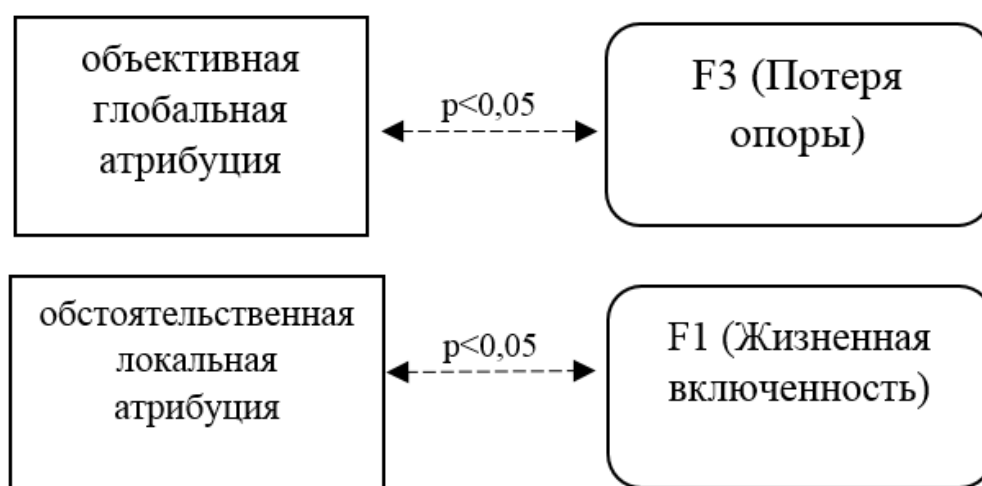 объективная
глобальная
атрибуция
p<0,05
F3 (Потеря
опоры)
обстоятельственная
локальная
атрибуция
p<0,05
F1 (Жизненная
включенность)